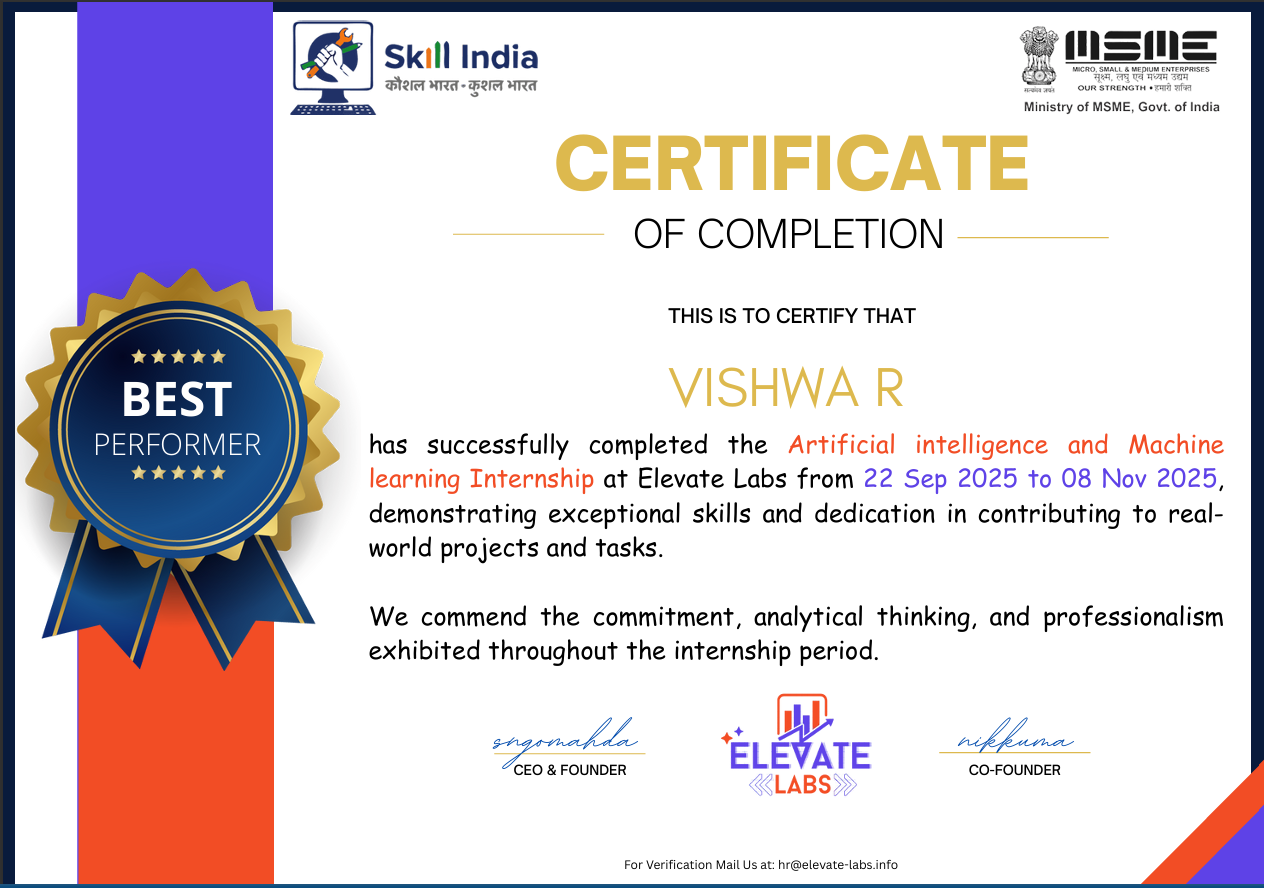 Skill India
कौशल भारत - कुशल भारत
MSME
MICRO, SMALL & MEDIUM ENTERPRISES
सूक्ष्म, लघु एवं मध्यम उद्यम
OUR STRENGTH • हमारी शक्ति
सत्यमेव जयते
Ministry of MSME, Govt. of India
CERTIFICATE
OF COMPLETION
THIS IS TO CERTIFY THAT
VISHWA R
BEST
PERFORMER
has successfully completed the Artificial intelligence and Machine
learning Internship at Elevate Labs from 22 Sep 2025 to 08 Nov 2025,
demonstrating exceptional skills and dedication in contributing to real-
world projects and tasks.
We commend the commitment, analytical thinking, and professionalism
exhibited throughout the internship period.
sngomahda
CEO & FOUNDER
ELEVATE
LABS
nikkuma
CO-FOUNDER
For Verification Mail Us at: hr@elevate-labs.info